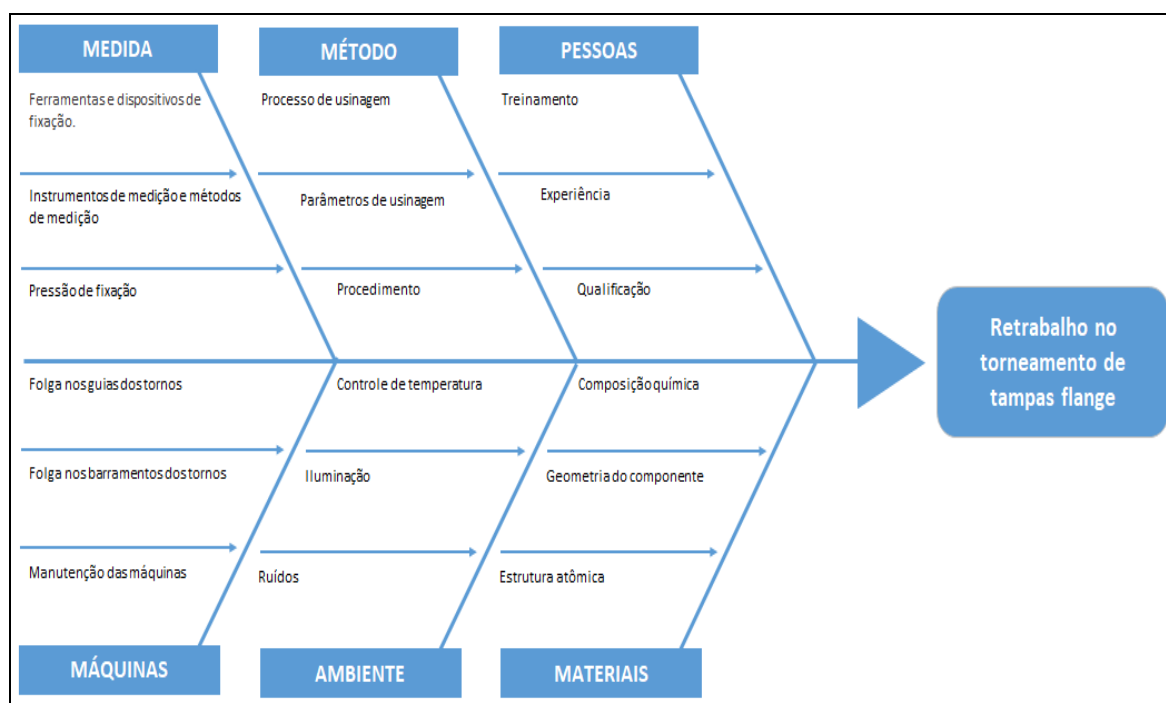 MEDIDA
MÉTODO
PESSOAS
Ferramentas e dispositivos de
fixação.
Processo de usinagem
Treinamento
Instrumentos de medição e métodos
de medição
Parâmetros de usinagem
Experiência
Pressão de fixação
Procedimento
Qualificação
Retrabalho no
torneamento de
tampas flange
Folga nos guias dos tornos
Controle de temperatura
Composição química
Folga nos barramentos dos tornos
Iluminação
Geometria do componente
Manutenção das máquinas
Ruídos
Estrutura atômica
MÁQUINAS
AMBIENTE
MATERIAIS